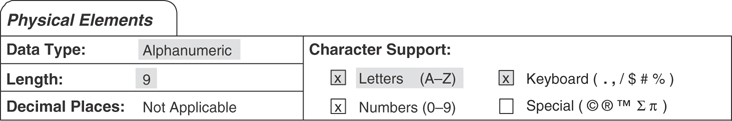 Physical Elements
Data Type: Alphanumeric
Length: 9
Decimal Places: Not Applicable
Character Support:
x Letters (A–Z) x Keyboard ( . , / $ # % )
x Numbers (0–9) Special ( © ® ™ Σ π )